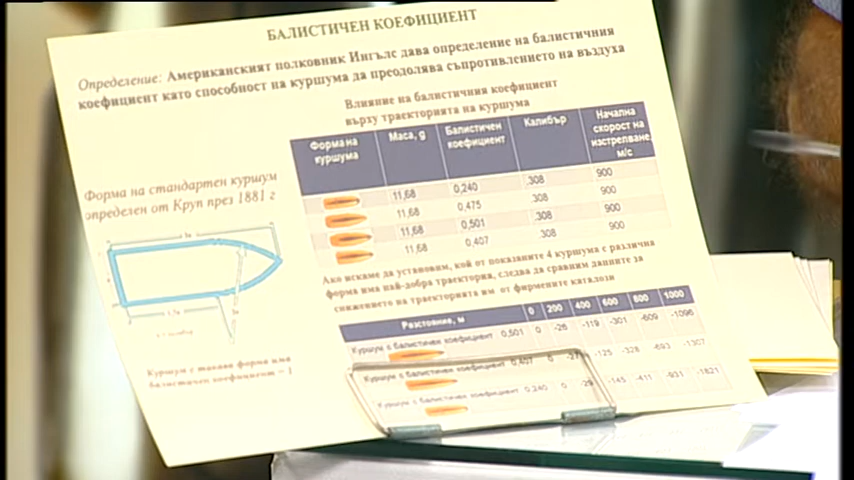 БАЛИСТИЧЕН КОЕФИЦИЕНТ
Определение: Американският полковник Ингълс дава определение на балистичния
коефициент като способност на куршума да преодолява съпротивлението на въздуха
Влияние на балистичния коефициент
върху траекторията на куршума
Форма на куршума Маса, g Балистичен коефициент Калибър Начална скорост на изстрелване м/с
11,68 0,240 .308 900
11,68 0,475 .308 900
11,68 0,501 .308 900
11,68 0,407 .308 900
Форма на стандартен куршум
определен от Круп през 1881 г
Ако искаме да установим, кой от показаните 4 куршума с различна
форма има най-добра траектория, следва да сравним данните за
снижението на траекторията им от фирмените каталози
Разстояние, м 0 200 400 600 800 1000
Куршум с балистичен коефициент 0,501 0 -26 -119 -301 -609 -1096
Куршум с балистичен коефициент 0,407 0 -27 -125 -328 -693 -1307
Куршум с балистичен коефициент 0,240 0 -29 -145 -411 -931 -1821
Куршум с такава форма има
балистичен коефициент = 1